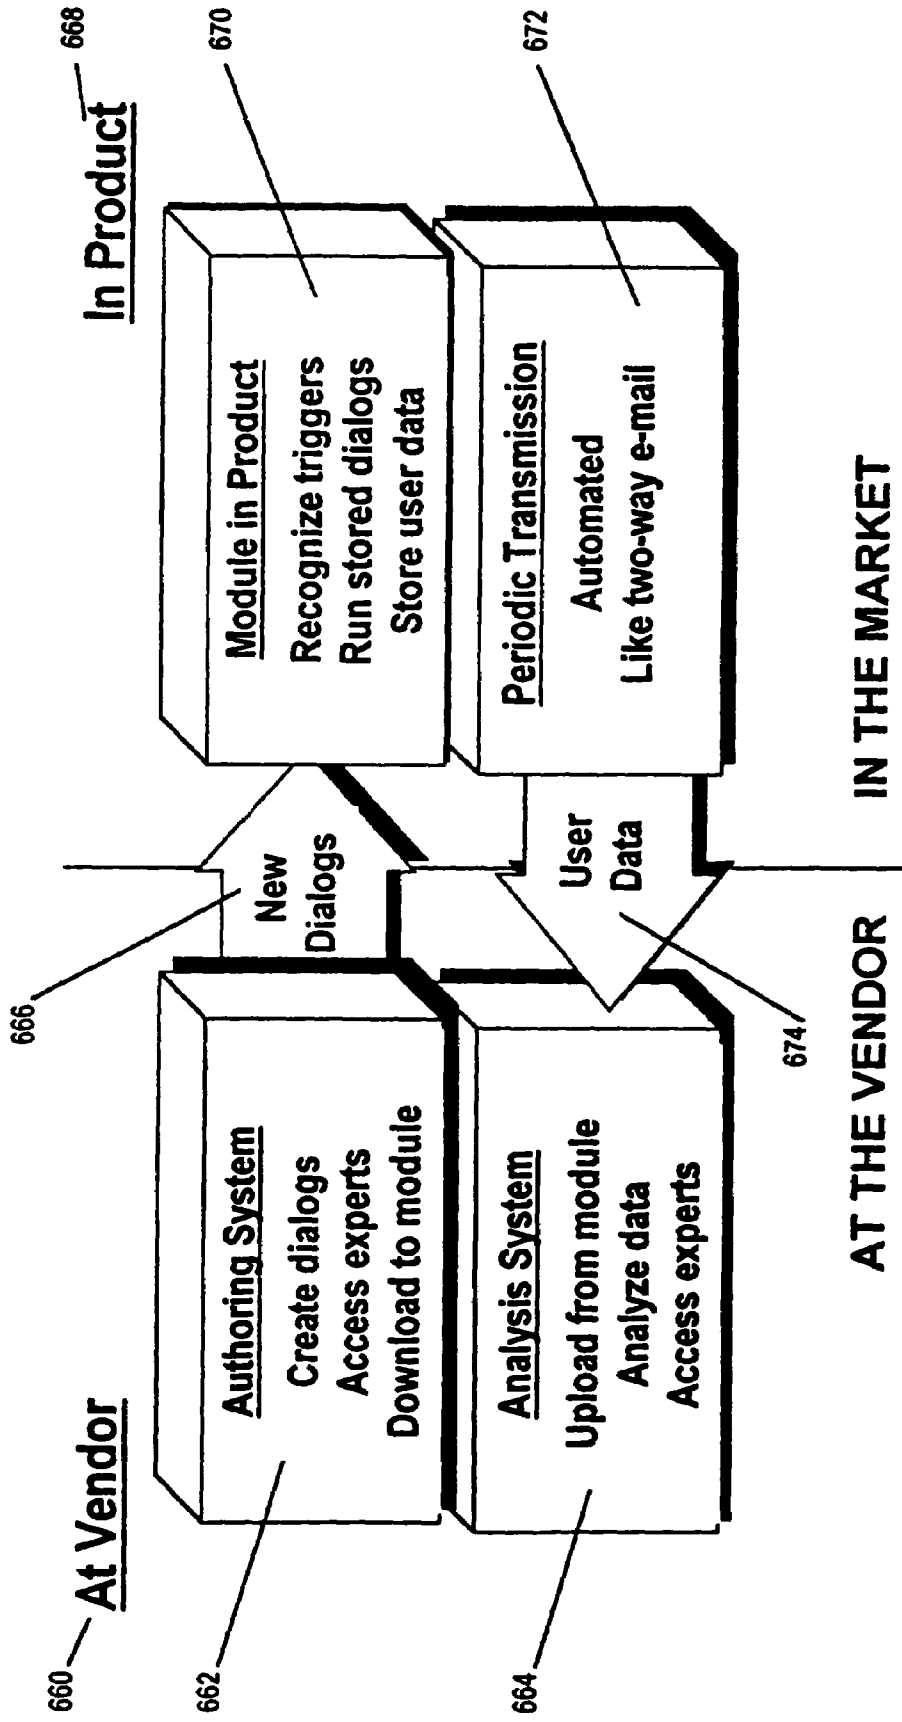 660
At Vendor
662
Authoring System
Create dialogs
Access experts
Download to module
664
Analysis System
Upload from module
Analyze data
Access experts
666
New
Dialogs
668
In Product
670
Module in Product
Recognize triggers
Run stored dialogs
Store user data
672
Periodic Transmission
Automated
Like two-way e-mail
User
Data
674
AT THE VENDOR
IN THE MARKET